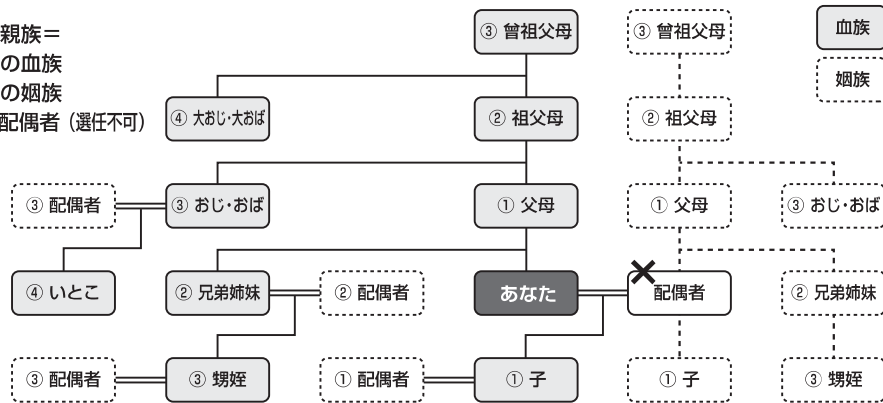 親族＝
の血族
の姻族
配偶者（選任不可）
③ 曾祖父母
③ 曾祖父母
血族
姻族
④ 大おじ・大おば
② 祖父母
② 祖父母
③ 配偶者
③ おじ・おば
① 父母
① 父母
③ おじ・おば
④ いとこ
② 兄弟姉妹
② 配偶者
あなた
配偶者
② 兄弟姉妹
③ 配偶者
③ 甥姪
① 配偶者
① 子
① 子
③ 甥姪